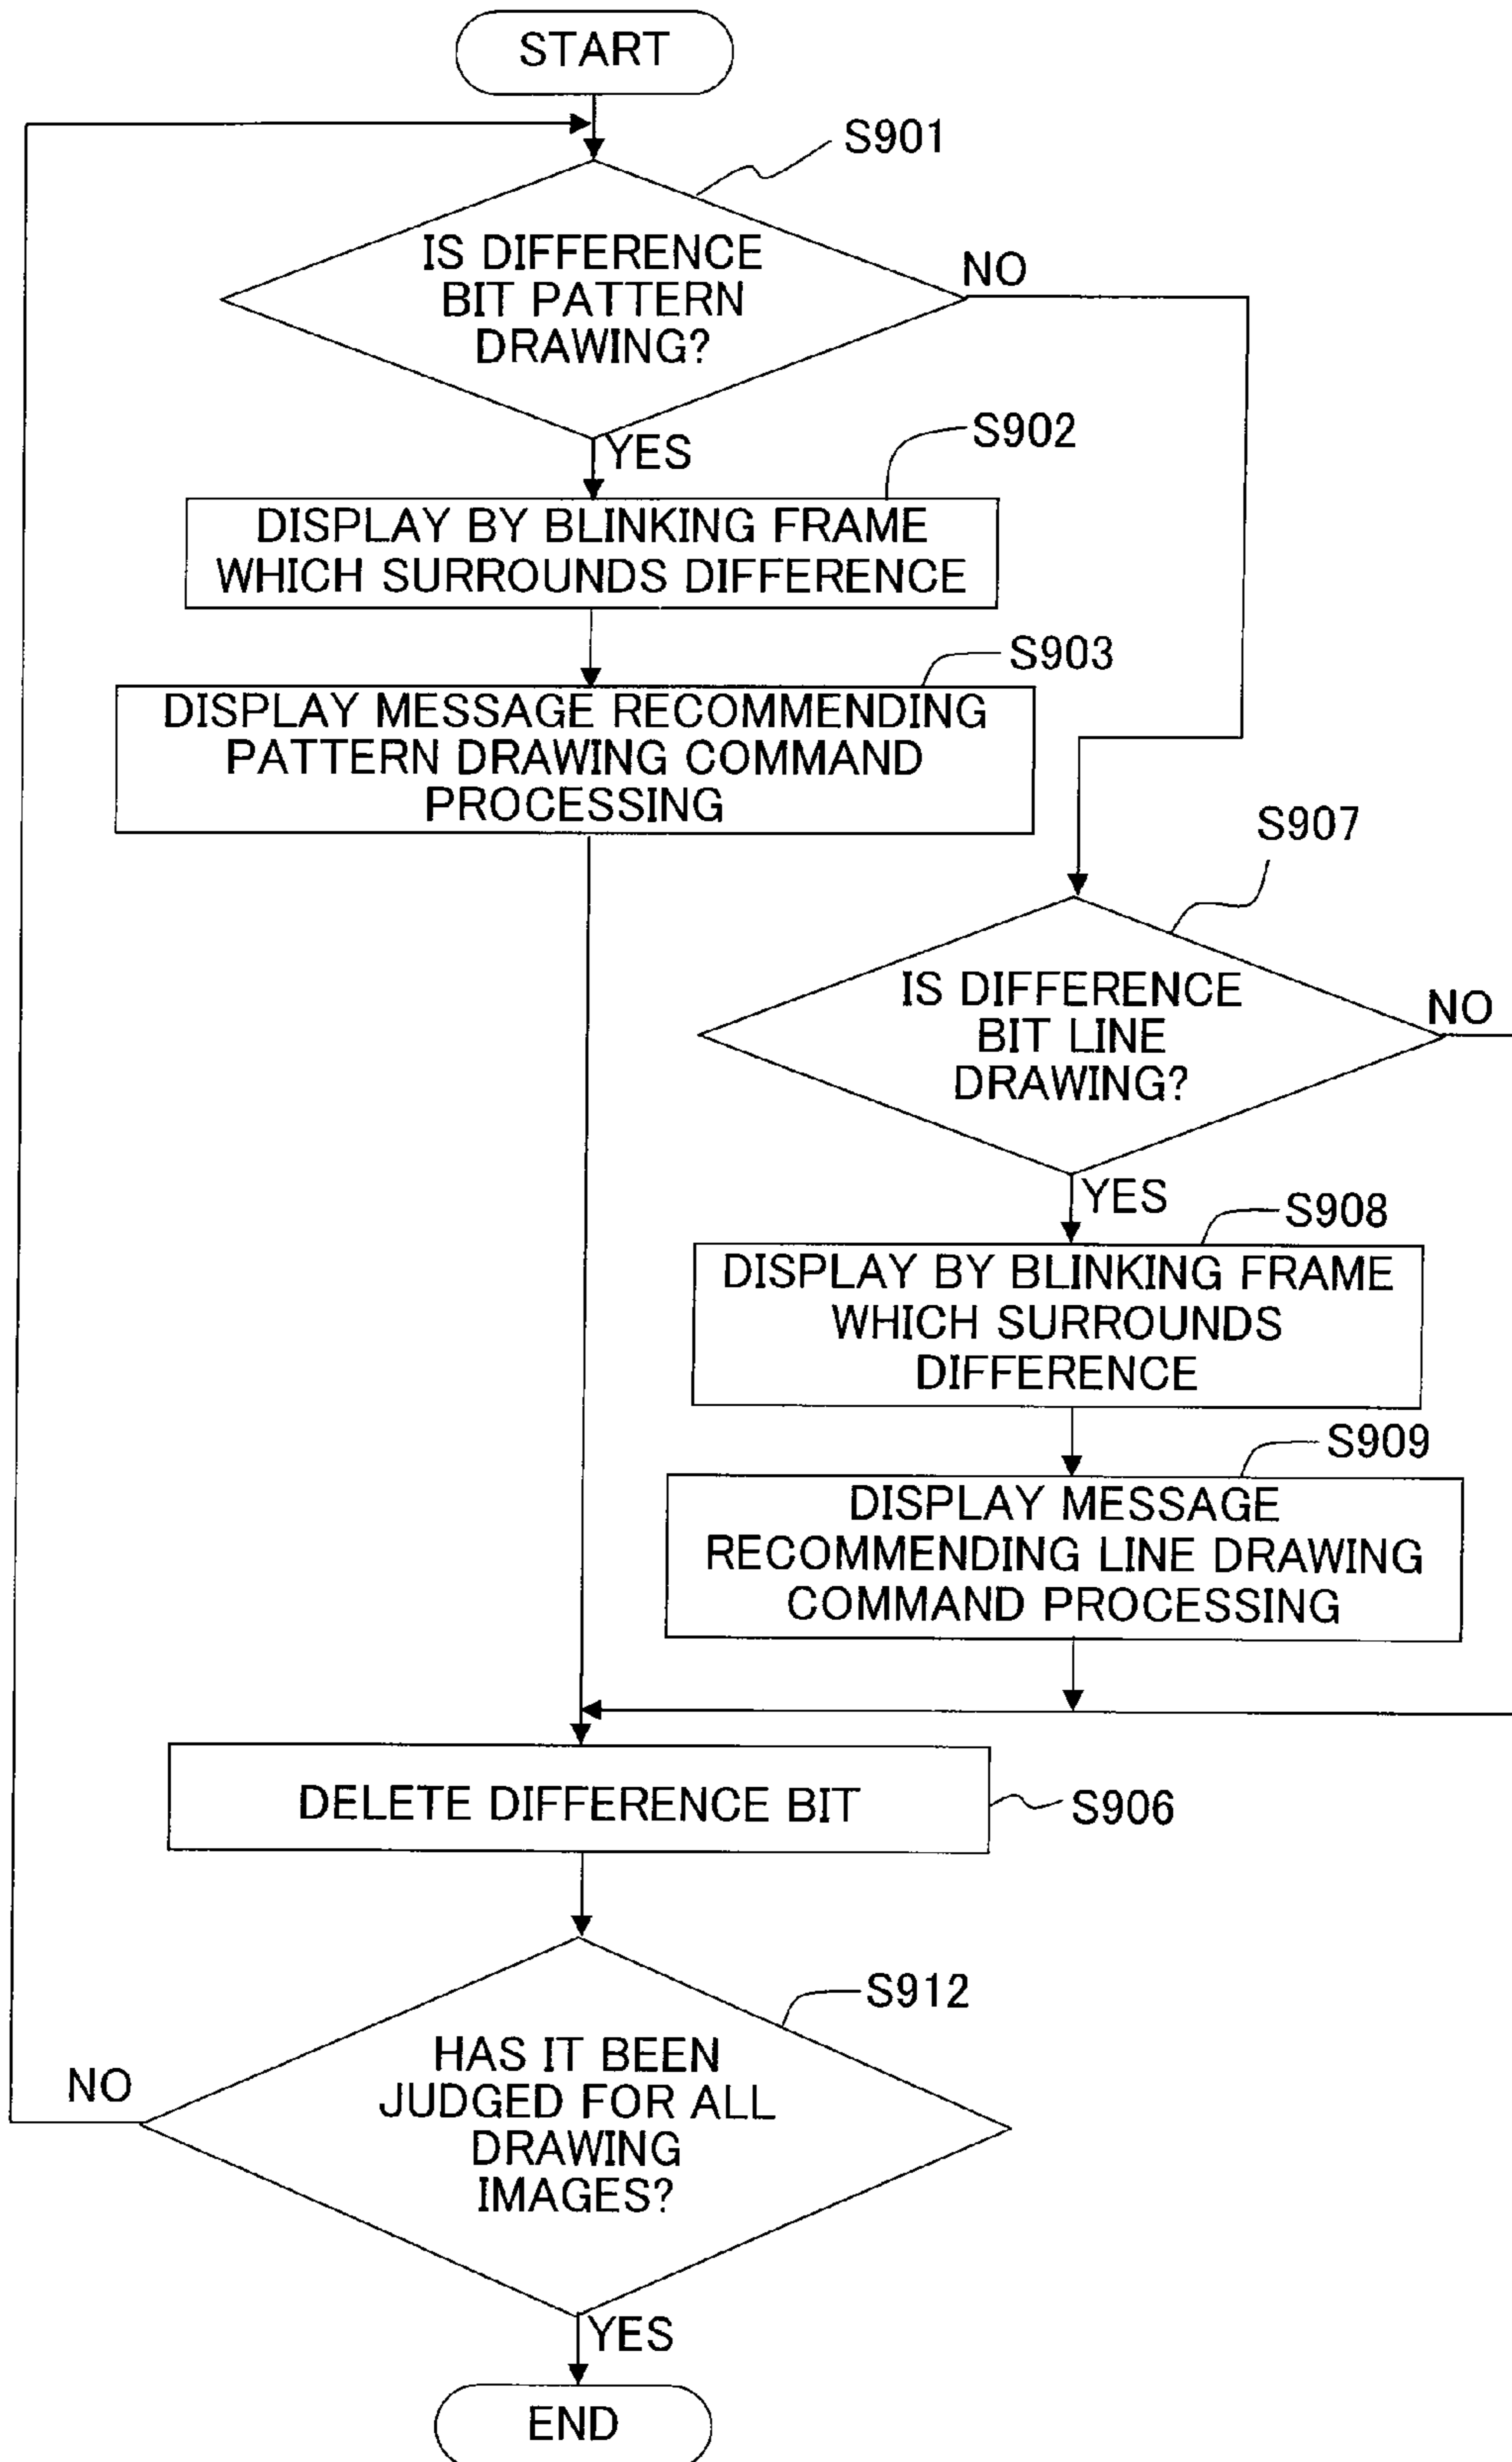 START
S901
IS DIFFERENCE
BIT PATTERN
DRAWING?
NO
YES
S902
DISPLAY BY BLINKING FRAME
WHICH SURROUNDS DIFFERENCE
S903
DISPLAY MESSAGE RECOMMENDING
PATTERN DRAWING COMMAND
PROCESSING
S907
IS DIFFERENCE
BIT LINE
DRAWING?
NO
YES
S908
DISPLAY BY BLINKING FRAME
WHICH SURROUNDS
DIFFERENCE
S909
DISPLAY MESSAGE
RECOMMENDING LINE DRAWING
COMMAND PROCESSING
DELETE DIFFERENCE BIT
S906
S912
HAS IT BEEN
JUDGED FOR ALL
DRAWING
IMAGES?
NO
YES
END